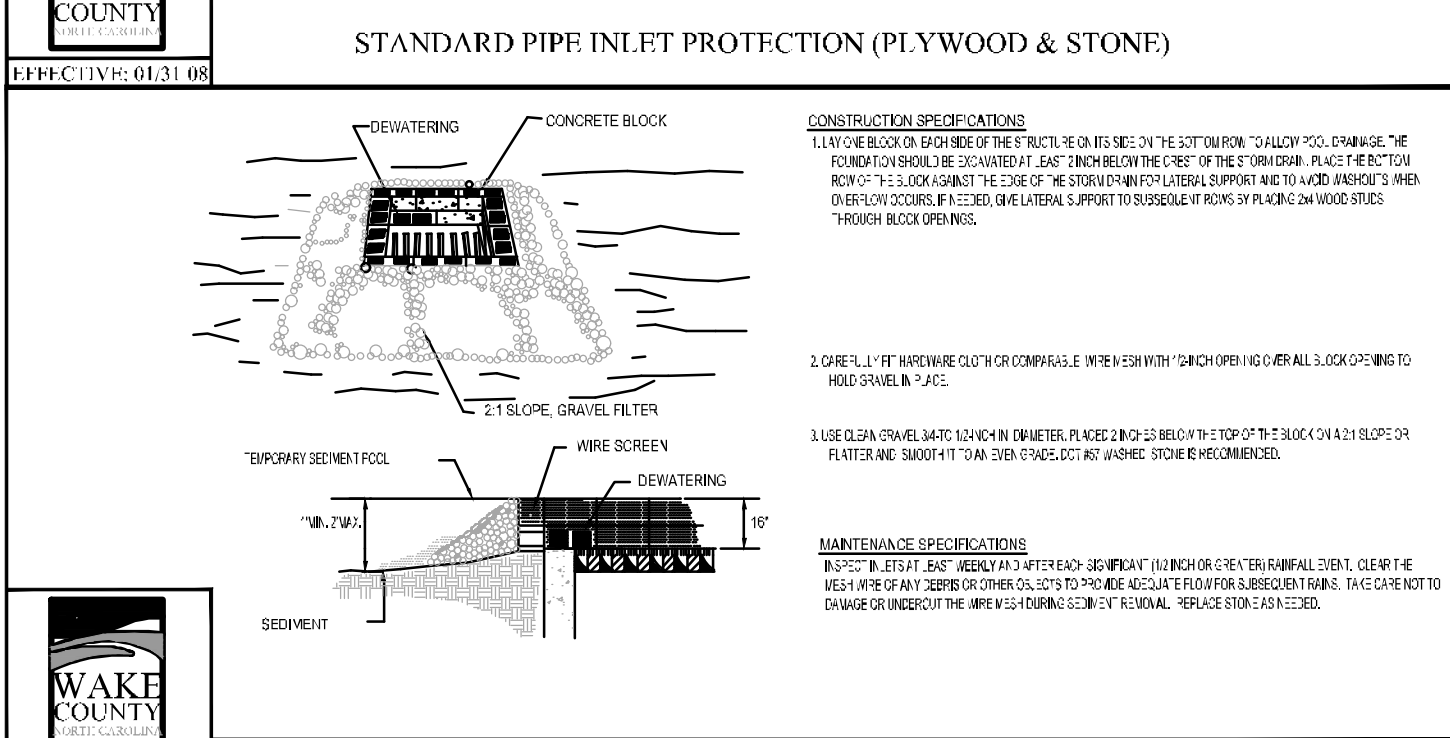 COUNTY
NORTH CAROLINA
EFFECTIVE: 01/31 08
STANDARD PIPE INLET PROTECTION (PLYWOOD & STONE)
DEWATERING
CONCRETE BLOCK
2:1 SLOPE, GRAVEL FILTER
TEMPORARY SEDIMENT POOL
WIRE SCREEN
DEWATERING
1'MIN. 2'MAX.
16"
SEDIMENT
CONSTRUCTION SPECIFICATIONS
1. LAY ONE BLOCK ON EACH SIDE OF THE STRUCTURE ON ITS SIDE ON THE BOTTOM ROW TO ALLOW POOL DRAINAGE. THE
FOUNDATION SHOULD BE EXCAVATED AT LEAST 2 INCH BELOW THE CREST OF THE STORM DRAIN. PLACE THE BOTTOM
ROW OF THE BLOCK AGAINST THE EDGE OF THE STORM DRAIN FOR LATERAL SUPPORT AND TO AVOID WASHOUTS WHEN
OVERFLOW OCCURS. IF NEEDED, GIVE LATERAL SUPPORT TO SUBSEQUENT ROWS BY PLACING 2x4 WOOD STUDS
THROUGH BLOCK OPENINGS.
2. CAREFULLY FIT HARDWARE CLOTH OR COMPARABLE WIRE MESH WITH 1/2-INCH OPENING OVER ALL BLOCK OPENING TO
HOLD GRAVEL IN PLACE.
3. USE CLEAN GRAVEL 3/4-TO 1/2-INCH IN DIAMETER, PLACED 2 INCHES BELOW THE TOP OF THE BLOCK ON A 2:1 SLOPE OR
FLATTER AND SMOOTH IT TO AN EVEN GRADE. DOT #57 WASHED STONE IS RECOMMENDED.
MAINTENANCE SPECIFICATIONS
INSPECT INLETS AT LEAST WEEKLY AND AFTER EACH SIGNIFICANT (1/2 INCH OR GREATER) RAINFALL EVENT. CLEAR THE
MESH WIRE OF ANY DEBRIS OR OTHER OBJECTS TO PROVIDE ADEQUATE FLOW FOR SUBSEQUENT RAINS. TAKE CARE NOT TO
DAMAGE OR UNDERCUT THE WIRE MESH DURING SEDIMENT REMOVAL. REPLACE STONE AS NEEDED.
WAKE
COUNTY
NORTH CAROLINA